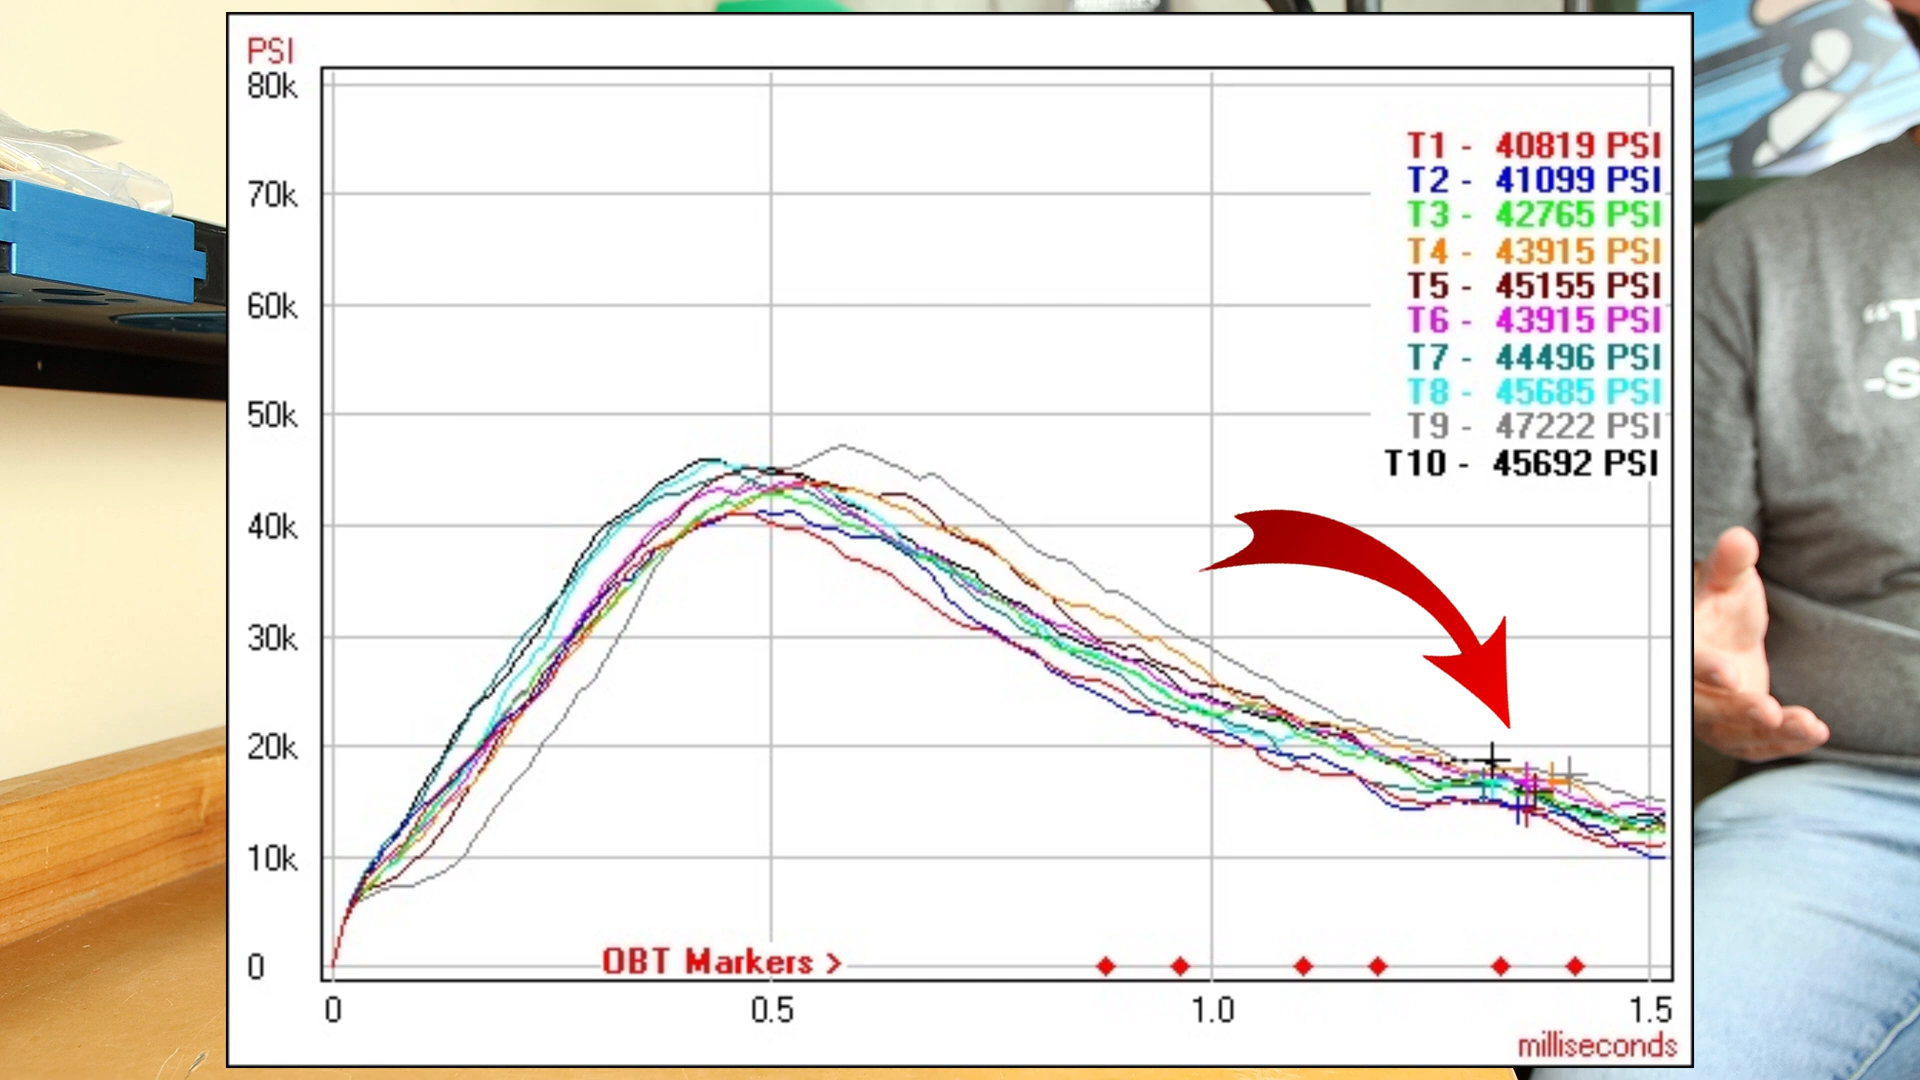 PSI
80k
70k
60k
50k
40k
30k
20k
10k
0
T1 - 40819 PSI
T2 - 41099 PSI
T3 - 42765 PSI
T4 - 43915 PSI
T5 - 45155 PSI
T6 - 43915 PSI
T7 - 44496 PSI
T8 - 45685 PSI
T9 - 47222 PSI
T10 - 45692 PSI
OBT Markers >
0 0.5 1.0 1.5
milliseconds
"T
-S